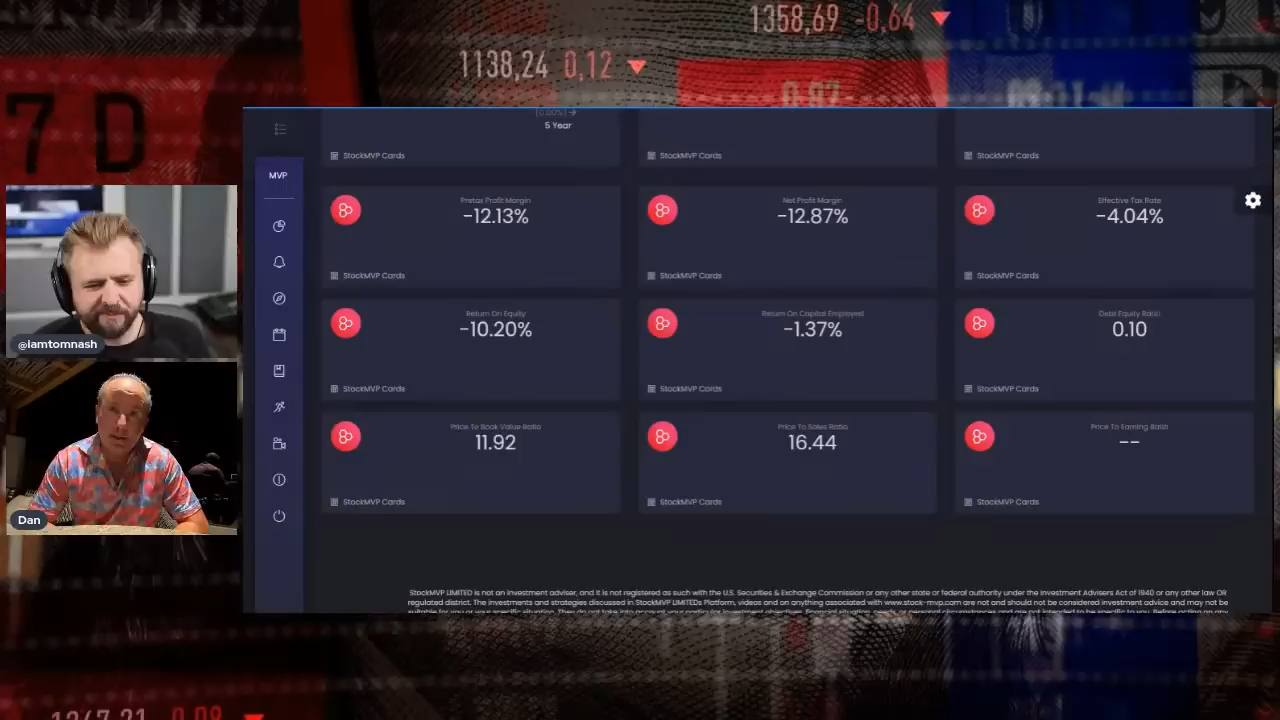 1358,69 -0,64
1138,24 0,12
7 D
5 Year
StockMVP Cards
StockMVP Cards
StockMVP Cards
MVP
Pretax Profit Margin
-12.13%
StockMVP Cards
Net Profit Margin
-12.87%
StockMVP Cards
Effective Tax Rate
-4.04%
StockMVP Cards
Return On Equity
-10.20%
StockMVP Cards
Return On Capital Employed
-1.37%
StockMVP Cards
Debt Equity Ratio
0.10
StockMVP Cards
Price To Book Value Ratio
11.92
StockMVP Cards
Price To Sales Ratio
16.44
StockMVP Cards
Price To Earning Ratio
--
StockMVP Cards
@iamtomnash
Dan
StockMVP LIMITED is not an investment adviser, and it is not registered as such with the U.S. Securities & Exchange Commission or any other state or federal authority under the Investment Advisers Act of 1940 or any other law OR
regulated district. The investments and strategies discussed in StockMVP LIMITEDs Platform, videos and on anything associated with www.stock-mvp.com are not and should not be considered investment advice and may not be